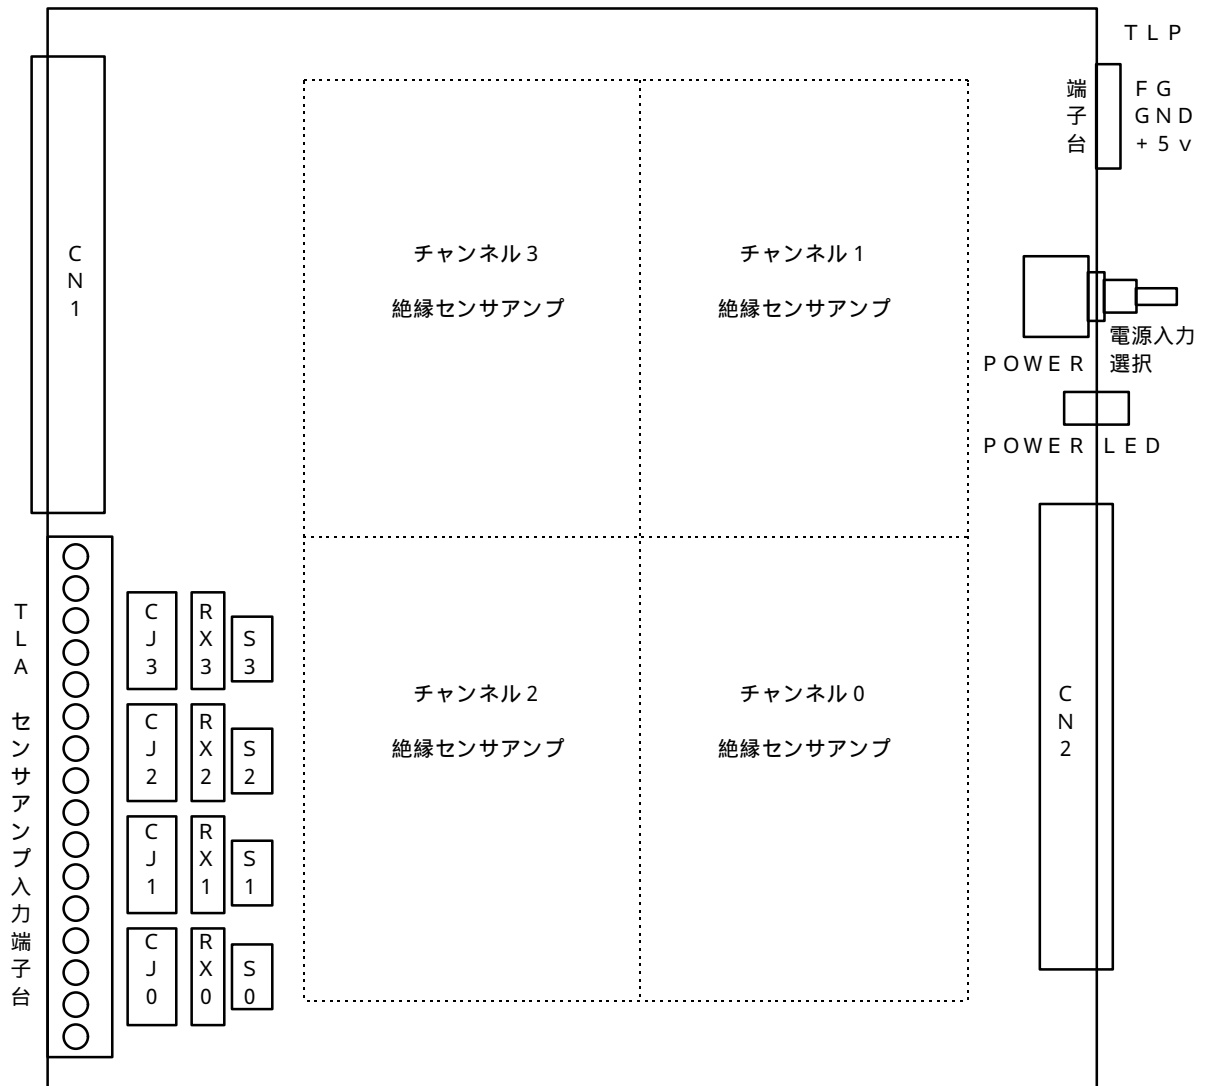 TLP
端子台
FG
GND
+5v
CN1
チャンネル3
絶縁センサアンプ
チャンネル1
絶縁センサアンプ
電源入力
選択
POWER
POWER LED
TLA センサアンプ入力端子台
CJ3
RX3
S3
CJ2
RX2
S2
CJ1
RX1
S1
CJ0
RX0
S0
チャンネル2
絶縁センサアンプ
チャンネル0
絶縁センサアンプ
CN2